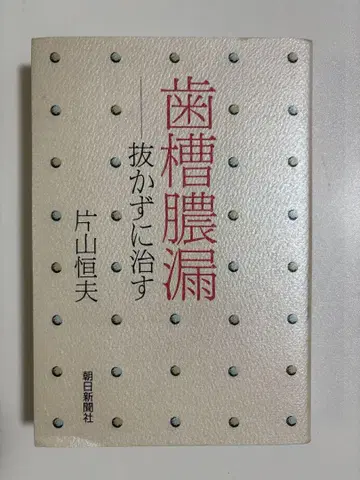 歯槽膿漏
──抜かずに治す
片山恒夫
朝日新聞社